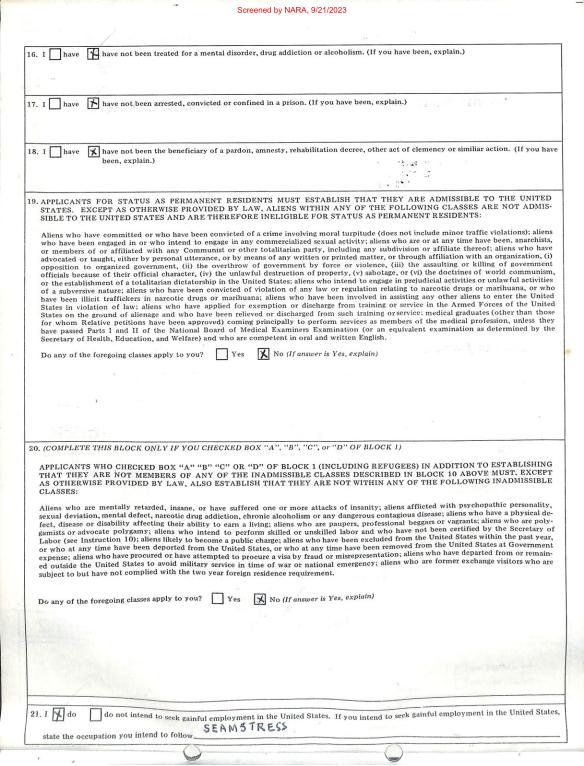 Screened by NARA, 9/21/2023
16. I have have not been treated for a mental disorder, drug addiction or alcoholism. (If you have been, explain.)
17. I have have not been arrested, convicted or confined in a prison. (If you have been, explain.)
18. I have have not been the beneficiary of a pardon, amnesty, rehabilitation decree, other act of clemency or similiar action. (If you have
been, explain.)
19. APPLICANTS FOR STATUS AS PERMANENT RESIDENTS MUST ESTABLISH THAT THEY ARE ADMISSIBLE TO THE UNITED
STATES. EXCEPT AS OTHERWISE PROVIDED BY LAW, ALIENS WITHIN ANY OF THE FOLLOWING CLASSES ARE NOT ADMIS-
SIBLE TO THE UNITED STATES AND ARE THEREFORE INELIGIBLE FOR STATUS AS PERMANENT RESIDENTS:
Aliens who have committed or who have been convicted of a crime involving moral turpitude (does not include minor traffic violations); aliens
who have been engaged in or who intend to engage in any commercialized sexual activity; aliens who are or at any time have been, anarchists,
or members of or affiliated with any Communist or other totalitarian party, including any subdivision or affiliate thereof; aliens who have
advocated or taught, either by personal utterance, or by means of any written or printed matter, or through affiliation with an organization, (i)
opposition to organized government, (ii) the overthrow of government by force or violence, (iii) the assaulting or killing of government
officials because of their official character, (iv) the unlawful destruction of property, (v) sabotage, or (vi) the doctrines of world communism,
or the establishment of a totalitarian dictatorship in the United States; aliens who intend to engage in prejudicial activities or unlawful activities
of a subversive nature; aliens who have been convicted of violation of any law or regulation relating to narcotic drugs or marihuana, or who
have been illicit traffickers in narcotic drugs or marihuana; aliens who have been involved in assisting any other aliens to enter the United
States in violation of law; aliens who have applied for exemption or discharge from training or service in the Armed Forces of the United
States on the ground of alienage and who have been relieved or discharged from such training or service; medical graduates (other than those
for whom Relative petitions have been approved) coming principally to perform services as members of the medical profession, unless they
have passed Parts I and II of the National Board of Medical Examiners Examination (or an equivalent examination as determined by the
Secretary of Health, Education, and Welfare) and who are competent in oral and written English.
Do any of the foregoing classes apply to you? Yes No (If answer is Yes, explain)
20. (COMPLETE THIS BLOCK ONLY IF YOU CHECKED BOX "A", "B", "C", or "D" OF BLOCK 1)
APPLICANTS WHO CHECKED BOX "A" "B" "C" OR "D" OF BLOCK 1 (INCLUDING REFUGEES) IN ADDITION TO ESTABLISHING
THAT THEY ARE NOT MEMBERS OF ANY OF THE INADMISSIBLE CLASSES DESCRIBED IN BLOCK 10 ABOVE MUST, EXCEPT
AS OTHERWISE PROVIDED BY LAW, ALSO ESTABLISH THAT THEY ARE NOT WITHIN ANY OF THE FOLLOWING INADMISSIBLE
CLASSES:
Aliens who are mentally retarded, insane, or have suffered one or more attacks of insanity; aliens afflicted with psychopathic personality,
sexual deviation, mental defect, narcotic drug addiction, chronic alcoholism or any dangerous contagious disease; aliens who have a physical de-
fect, disease or disability affecting their ability to earn a living; aliens who are paupers, professional beggars or vagrants; aliens who are poly-
gamists or advocate polygamy; aliens who intend to perform skilled or unskilled labor and who have not been certified by the Secretary of
Labor (see Instruction 10); aliens likely to become a public charge; aliens who have been excluded from the United States within the past year,
or who at any time have been deported from the United States, or who at any time have been removed from the United States at Government
expense; aliens who have procured or have attempted to procure a visa by fraud or misrepresentation; aliens who have departed from or remain-
ed outside the United States to avoid military service in time of war or national emergency; aliens who are former exchange visitors who are
subject to but have not complied with the two year foreign residence requirement.
Do any of the foregoing classes apply to you? Yes No (If answer is Yes, explain)
21. I do do not intend to seek gainful employment in the United States. If you intend to seek gainful employment in the United States,
state the occupation you intend to follow SEAMSTRESS